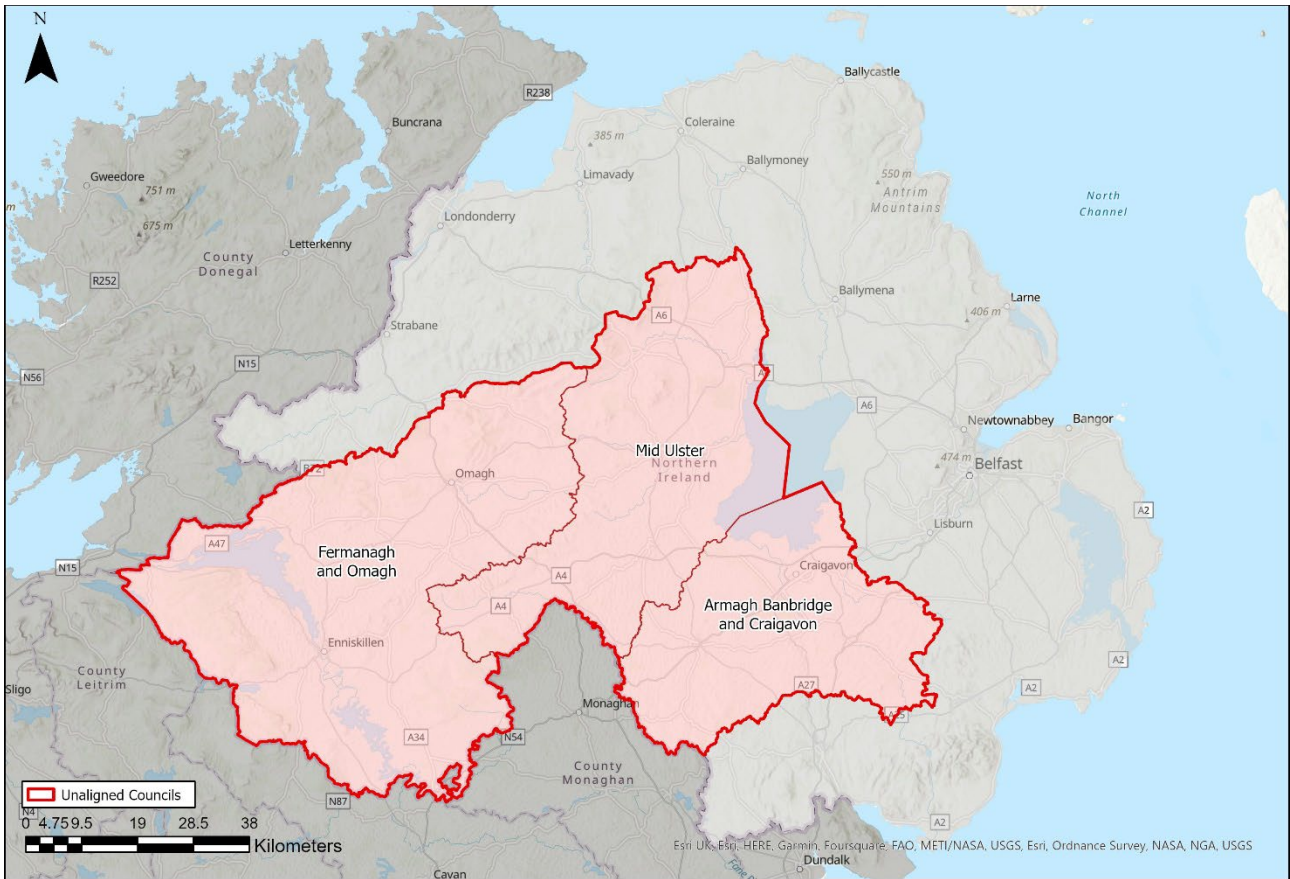 N
Ballycastle
R238
Buncrana
Coleraine
385 m
Ballymoney
Gweedore
751 m
Limavady
550 m
Antrim
Mountains
North
Channel
675 m
Londonderry
Letterkenny
County
Donegal
R252
Ballymena
Larne
A6
406 m
Strabane
N15
N56
A6
Newtownabbey
Bangor
Mid Ulster
Northern
Ireland
474 m
Belfast
Omagh
A2
Lisburn
A47
Fermanagh
and Omagh
N15
A4
Craigavon
A4
Armagh Banbridge
and Craigavon
Enniskillen
A2
County
Leitrim
A27
A2
Sligo
Monaghan
A34
N54
County
Monaghan
Unaligned Councils
N87
N4
A2
0 4.75 9.5 19 28.5 38
Kilometers
Esri UK, Esri, HERE, Garmin, Foursquare, FAO, METI/NASA, USGS, Esri, Ordnance Survey, NASA, NGA, USGS
Dundalk
Cavan